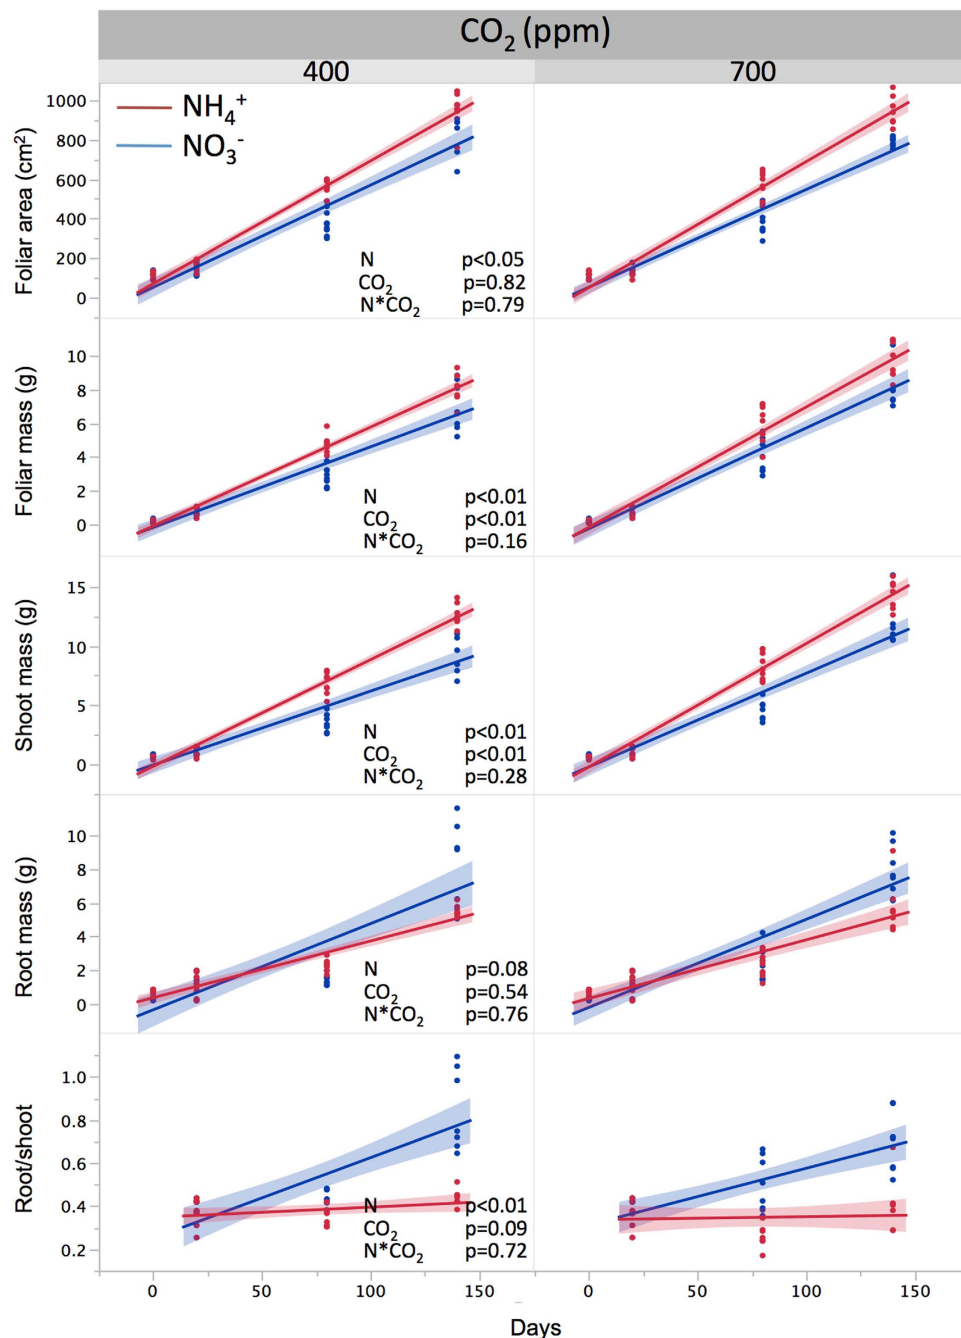 CO₂ (ppm)
400 700
NH₄⁺
NO₃⁻
Foliar area (cm²)
1000
800
600
400
200
0
N p<0.05
CO₂ p=0.82
N*CO₂ p=0.79
Foliar mass (g)
10
8
6
4
2
0
N p<0.01
CO₂ p<0.01
N*CO₂ p=0.16
Shoot mass (g)
15
10
5
0
N p<0.01
CO₂ p<0.01
N*CO₂ p=0.28
Root mass (g)
10
8
6
4
2
0
N p=0.08
CO₂ p=0.54
N*CO₂ p=0.76
Root/shoot
1.0
0.8
0.6
0.4
0.2
N p<0.01
CO₂ p=0.09
N*CO₂ p=0.72
0 50 100 150 0 50 100 150
Days